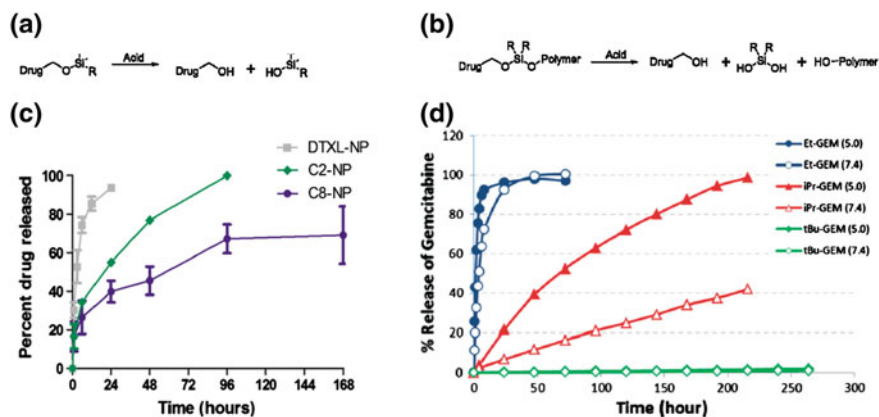 (a)
Drug O Si R Acid Drug OH + HO Si R
(b)
R R
Drug O Si O Polymer Acid Drug OH + R R HO Si OH + HO-Polymer
(c)
Percent drug released
100
80
60
40
20
0
0 24 48 72 96 120 144 168
Time (hours)
DTXL-NP
C2-NP
C8-NP
(d)
% Release of Gemcitabine
120
100
80
60
40
20
0
0 50 100 150 200 250 300
Time (hour)
Et-GEM (5.0)
Et-GEM (7.4)
iPr-GEM (5.0)
iPr-GEM (7.4)
tBu-GEM (5.0)
tBu-GEM (7.4)